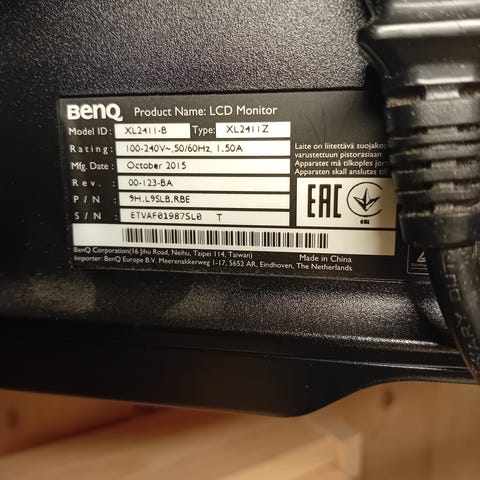 BenQ Product Name: LCD Monitor
Model ID: XL2411-B Type: XL2411Z
Rating: 100-240V~,50/60Hz, 1.50A
Mfg. Date: October 2015
Rev. 00-123-BA
P / N : 9H.L9SLB.RBE
S / N : ETVAF01987SL0 T
Laite on liitettävä suojakos
varustettuun pistorasiaan
Apparatet må tilkoples jor
Apparaten skall anslutas til
EAC
Made in China
BenQ Corporation(16 Jihu Road, Neihu, Taipei 114, Taiwan)
Importer: BenQ Europe B.V. Meerenakkerweg 1-17, 5652 AR, Eindhoven, The Netherlands